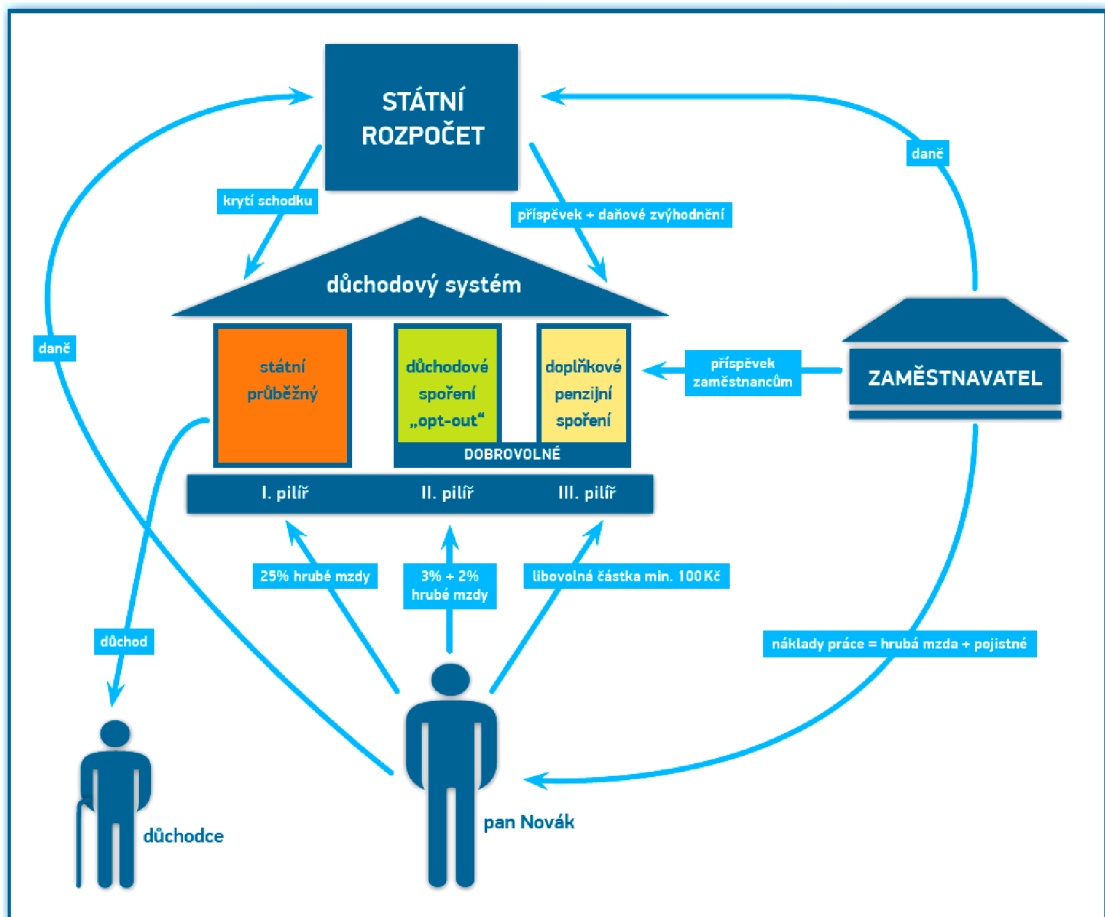 STÁTNÍ
ROZPOČET
daně
krytí schodku
příspěvek + daňové zvýhodnění
důchodový systém
daně
státní
průběžný
důchodové
spoření
„opt-out“
doplňkové
penzijní
spoření
DOBROVOLNÉ
příspěvek
zaměstnancům
ZAMĚSTNAVATEL
I. pilíř
II. pilíř
III. pilíř
25% hrubé mzdy
3% + 2%
hrubé mzdy
libovolná částka min. 100 Kč
důchod
náklady práce = hrubá mzda + pojistné
důchodce
pan Novák